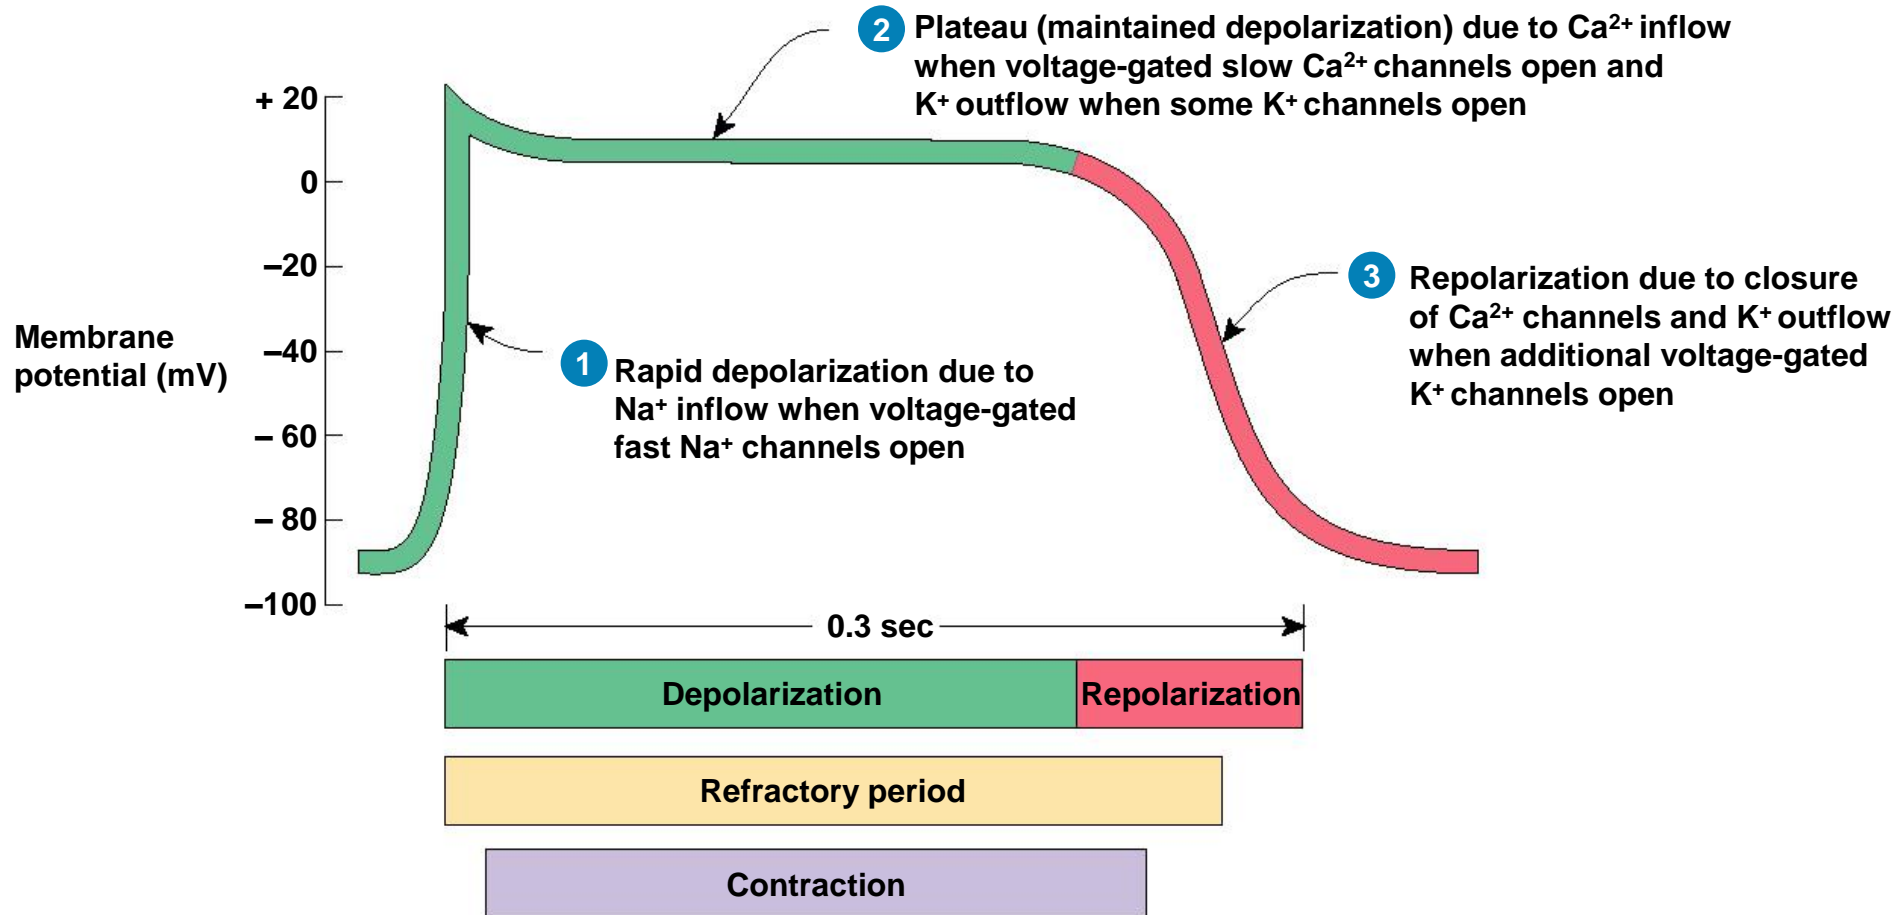 2 Plateau (maintained depolarization) due to Ca²⁺ inflow
when voltage-gated slow Ca²⁺ channels open and
K⁺ outflow when some K⁺ channels open
+ 20
0
–20
–40
– 60
– 80
–100
Membrane
potential (mV)
1 Rapid depolarization due to
Na⁺ inflow when voltage-gated
fast Na⁺ channels open
3 Repolarization due to closure
of Ca²⁺ channels and K⁺ outflow
when additional voltage-gated
K⁺ channels open
0.3 sec
Depolarization
Repolarization
Refractory period
Contraction